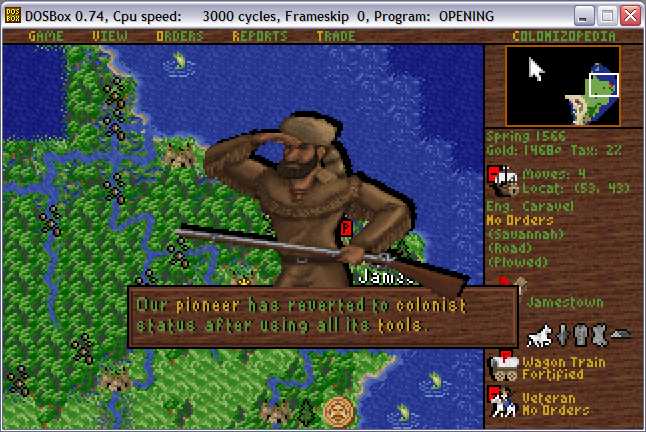 DOSBox 0.74, Cpu speed: 3000 cycles, Frameskip 0, Program: OPENING
GAME VIEW ORDERS REPORTS TRADE COLONIZOPEDIA
Spring 1566
Gold: 1468 Tax: 2%
Moves: 4
Locat: (53, 43)
Eng. Caravel
No Orders
(Savannah)
(Road)
(Plowed)
James
Jamestown
Our pioneer has reverted to colonist
status after using all its tools.
Wagon Train
Fortified
Veteran
No Orders